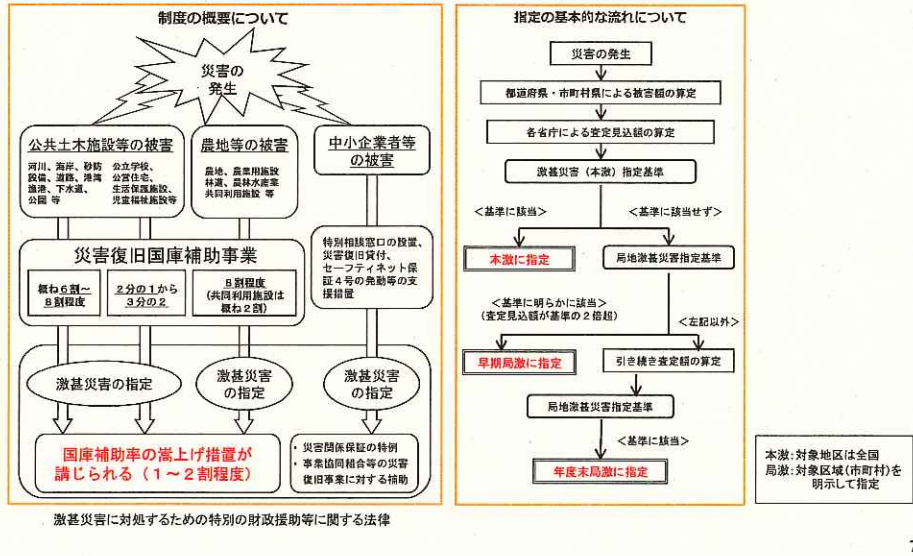 制度の概要について
災害の
発生
公共土木施設等の被害
河川、海岸、砂防
設備、道路、港湾
漁港、下水道、
公園 等
公立学校、
公営住宅、
生活保護施設、
児童福祉施設等
農地等の被害
農地、農業用施設
林道、農林水産業
共同利用施設 等
中小企業者等
の被害
災害復旧国庫補助事業
概ね6割～
8割程度
2分の1から
3分の2
8割程度
(共同利用施設は
概ね2割)
特別相談窓口の設置、
災害復旧貸付、
セーフティネット保
証4号の発動等の支
援措置
激甚災害の指定
激甚災害
の指定
激甚災害
の指定
国庫補助率の嵩上げ措置が
講じられる(1～2割程度)
・災害関係保証の特例
・事業協同組合等の災害
復旧事業に対する補助
激甚災害に対処するための特別の財政援助等に関する法律
指定の基本的な流れについて
災害の発生
都道府県・市町村県による被害額の算定
各省庁による査定見込額の算定
激甚災害(本激)指定基準
<基準に該当>
<基準に該当せず>
本激に指定
局地激甚災害指定基準
<基準に明らかに該当>
(査定見込額が基準の2倍超)
<左記以外>
早期局激に指定
引き続き査定額の算定
局地激甚災害指定基準
<基準に該当>
年度末局激に指定
本激:対象地区は全国
局激:対象区域(市町村)を
明示して指定
7